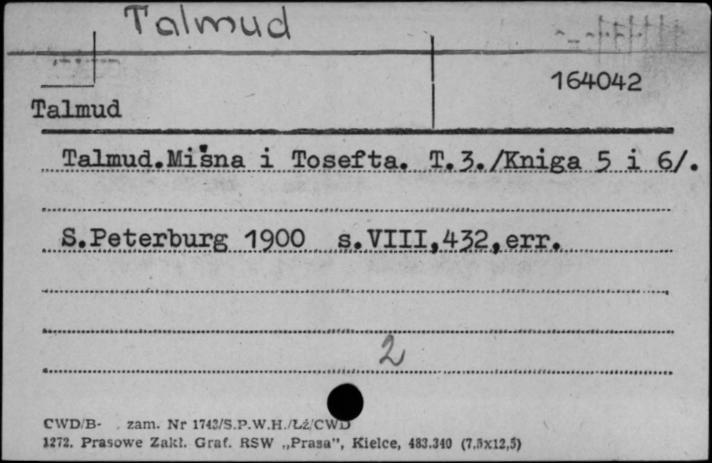 Talmud
164042
Talmud
Talmud.Mišna i Tosefta. T.3./Kniga 5 i 6/.
S.Peterburg 1900 s.VIII,432,err.
2
CWD/B- . zam. Nr 1743/S.P.W.H./Łż/CWD
1272. Prasowe Zakł. Graf. RSW „Prasa", Kielce, 483.340 (7,5x12,5)